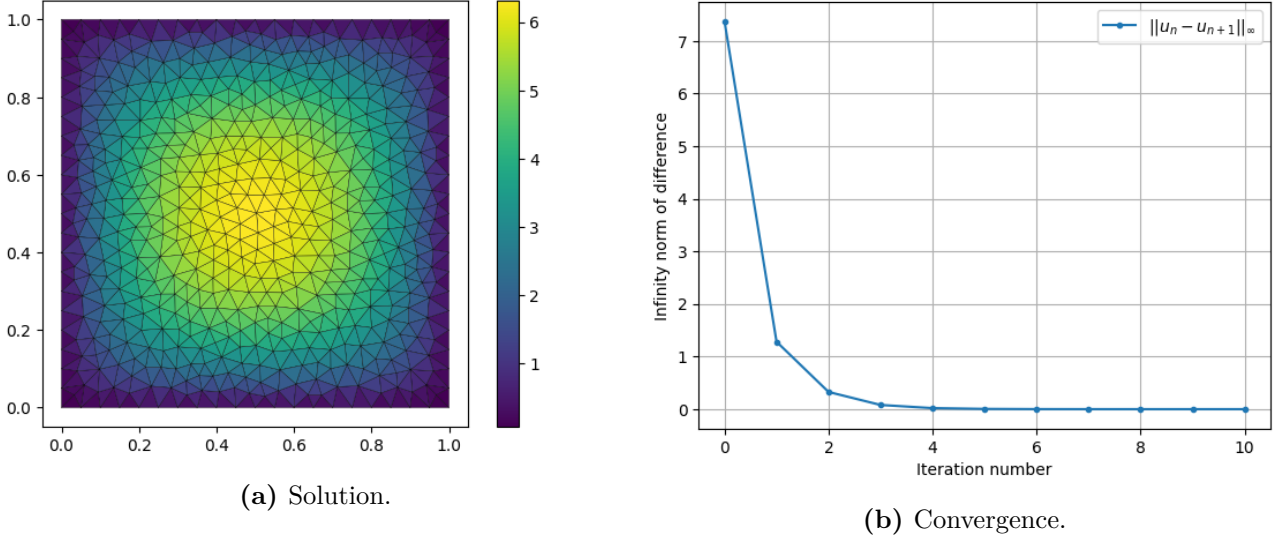 1.0
0.8
0.6
0.4
0.2
0.0
0.0 0.2 0.4 0.6 0.8 1.0
6
5
4
3
2
1
(a) Solution.
||u_n − u_{n+1}||_∞
7
6
5
4
3
2
1
0
Infinity norm of difference
0 2 4 6 8 10
Iteration number
(b) Convergence.